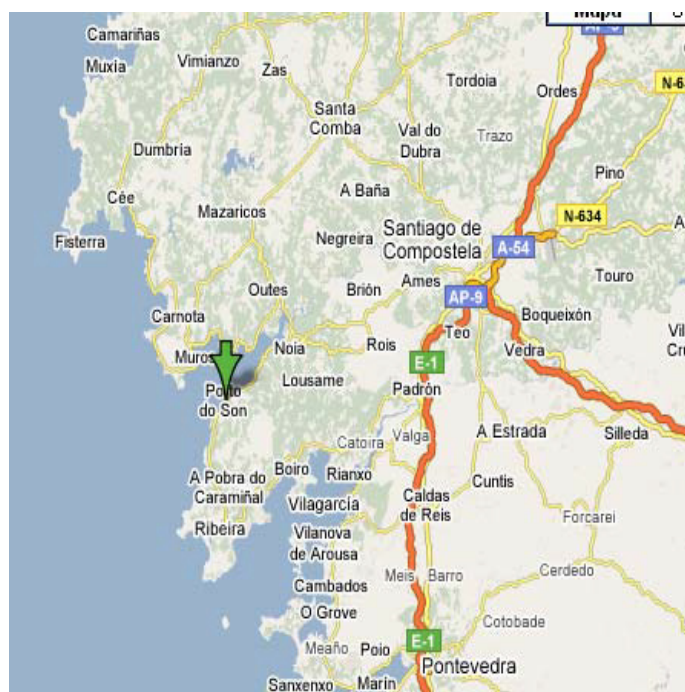 Mapa
Camariñas
Muxía
Vimianzo
Zas
Tordoia
Ordes
Santa
Comba
Val do
Dubra
Trazo
Dumbría
Pino
A Baña
Cée
Mazaricos
N-634
Santiago de
Compostela
Negreira
Fisterra
A-54
Touro
Ames
Brión
Outes
AP-9
Boqueixón
Carnota
Teo
Noia
Rois
Vedra
Muros
E-1
Lousame
Padrón
Porto
do Son
Catoira
Valga
A Estrada
Silleda
Boiro
Rianxo
A Pobra do
Caramiñal
Cuntis
Vilagarcía
Caldas
de Reis
Forcarei
Ribeira
Vilanova
de Arousa
Cerdedo
Meis
Barro
Cambados
O Grove
Cotobade
E-1
Meaño
Poio
Pontevedra
Sanxenxo
Marín